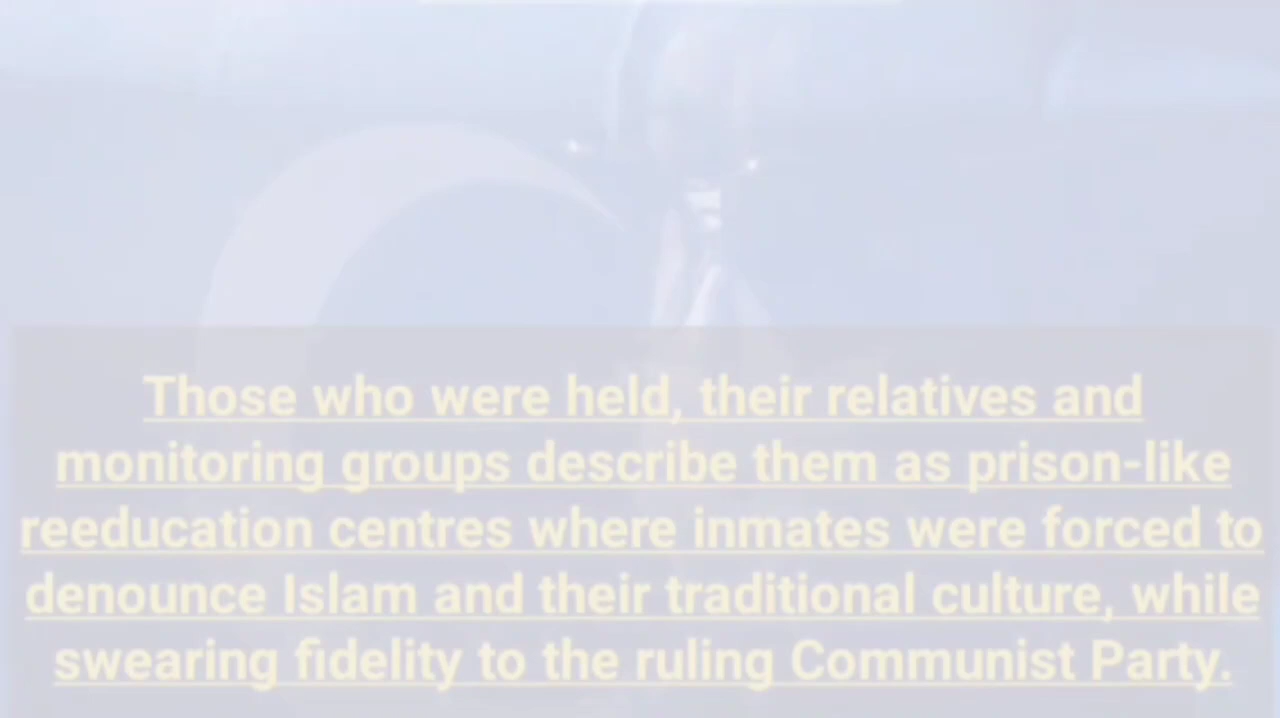 Those who were held, their relatives and
monitoring groups describe them as prison-like
reeducation centres where inmates were forced to
denounce Islam and their traditional culture, while
swearing fidelity to the ruling Communist Party.